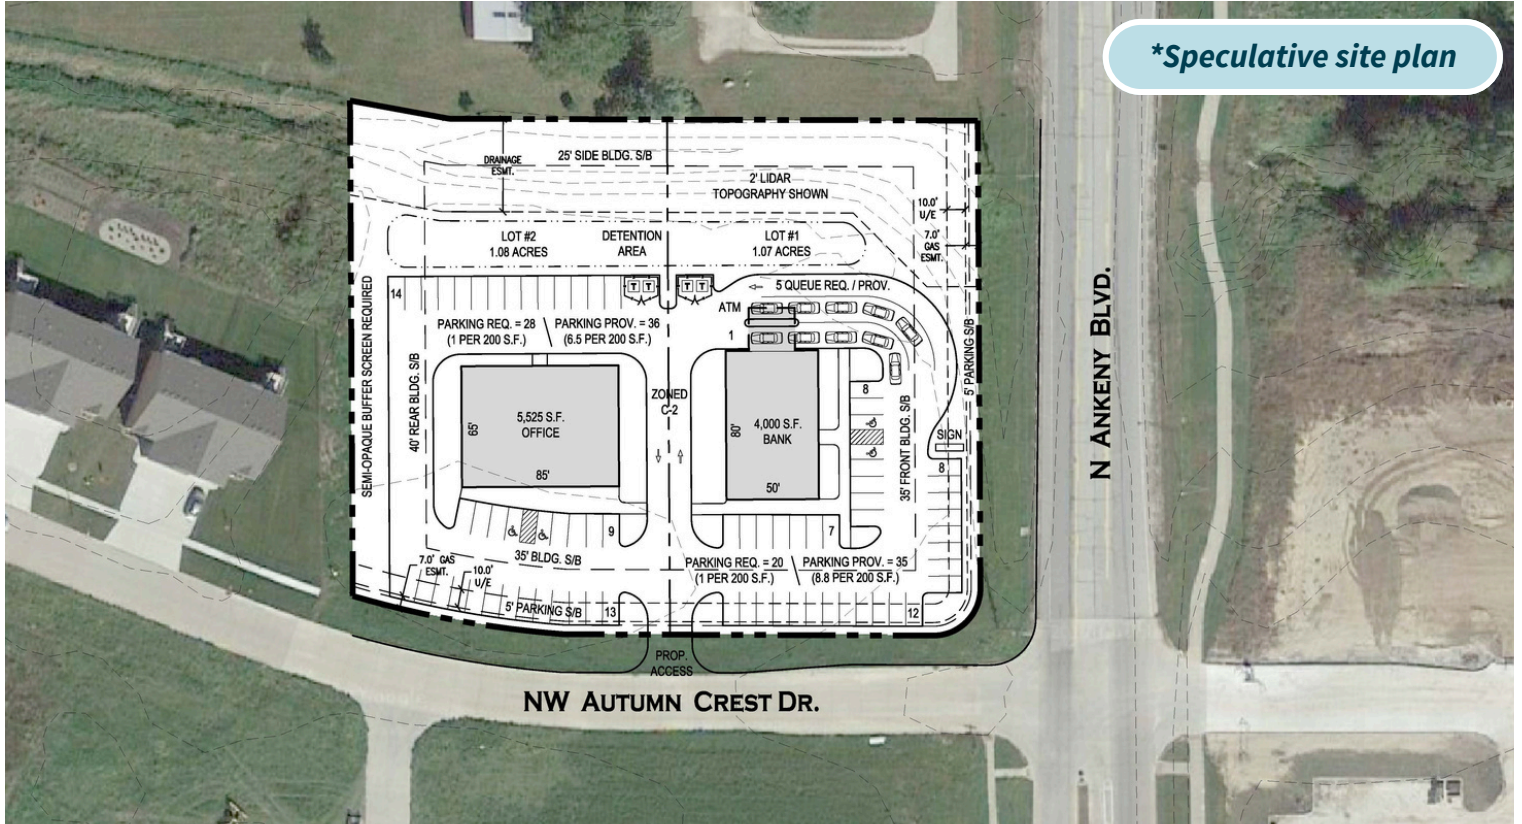 *Speculative site plan
25' SIDE BLDG. S/B
DRAINAGE
ESMT.
2' LIDAR
TOPOGRAPHY SHOWN
10.0'
U/E
7.0'
GAS
ESMT.
LOT #2
1.08 ACRES
DETENTION
AREA
LOT #1
1.07 ACRES
14
T T
T T
5 QUEUE REQ. / PROV.
ATM
1
PARKING REQ. = 28
(1 PER 200 S.F.)
PARKING PROV. = 36
(6.5 PER 200 S.F.)
SEMI-OPAQUE BUFFER SCREEN REQUIRED
40' REAR BLDG. S/B
5,525 S.F.
OFFICE
65'
85'
ZONED
C-2
4,000 S.F.
BANK
80'
50'
8
35' FRONT BLDG. S/B
SIGN
8
5' PARKING S/B
N ANKENY BLVD.
9
7
35' BLDG. S/B
7.0' GAS
ESMT.
10.0'
U/E
PARKING REQ. = 20
(1 PER 200 S.F.)
PARKING PROV. = 35
(8.8 PER 200 S.F.)
5' PARKING S/B
13
12
PROP.
ACCESS
NW AUTUMN CREST DR.